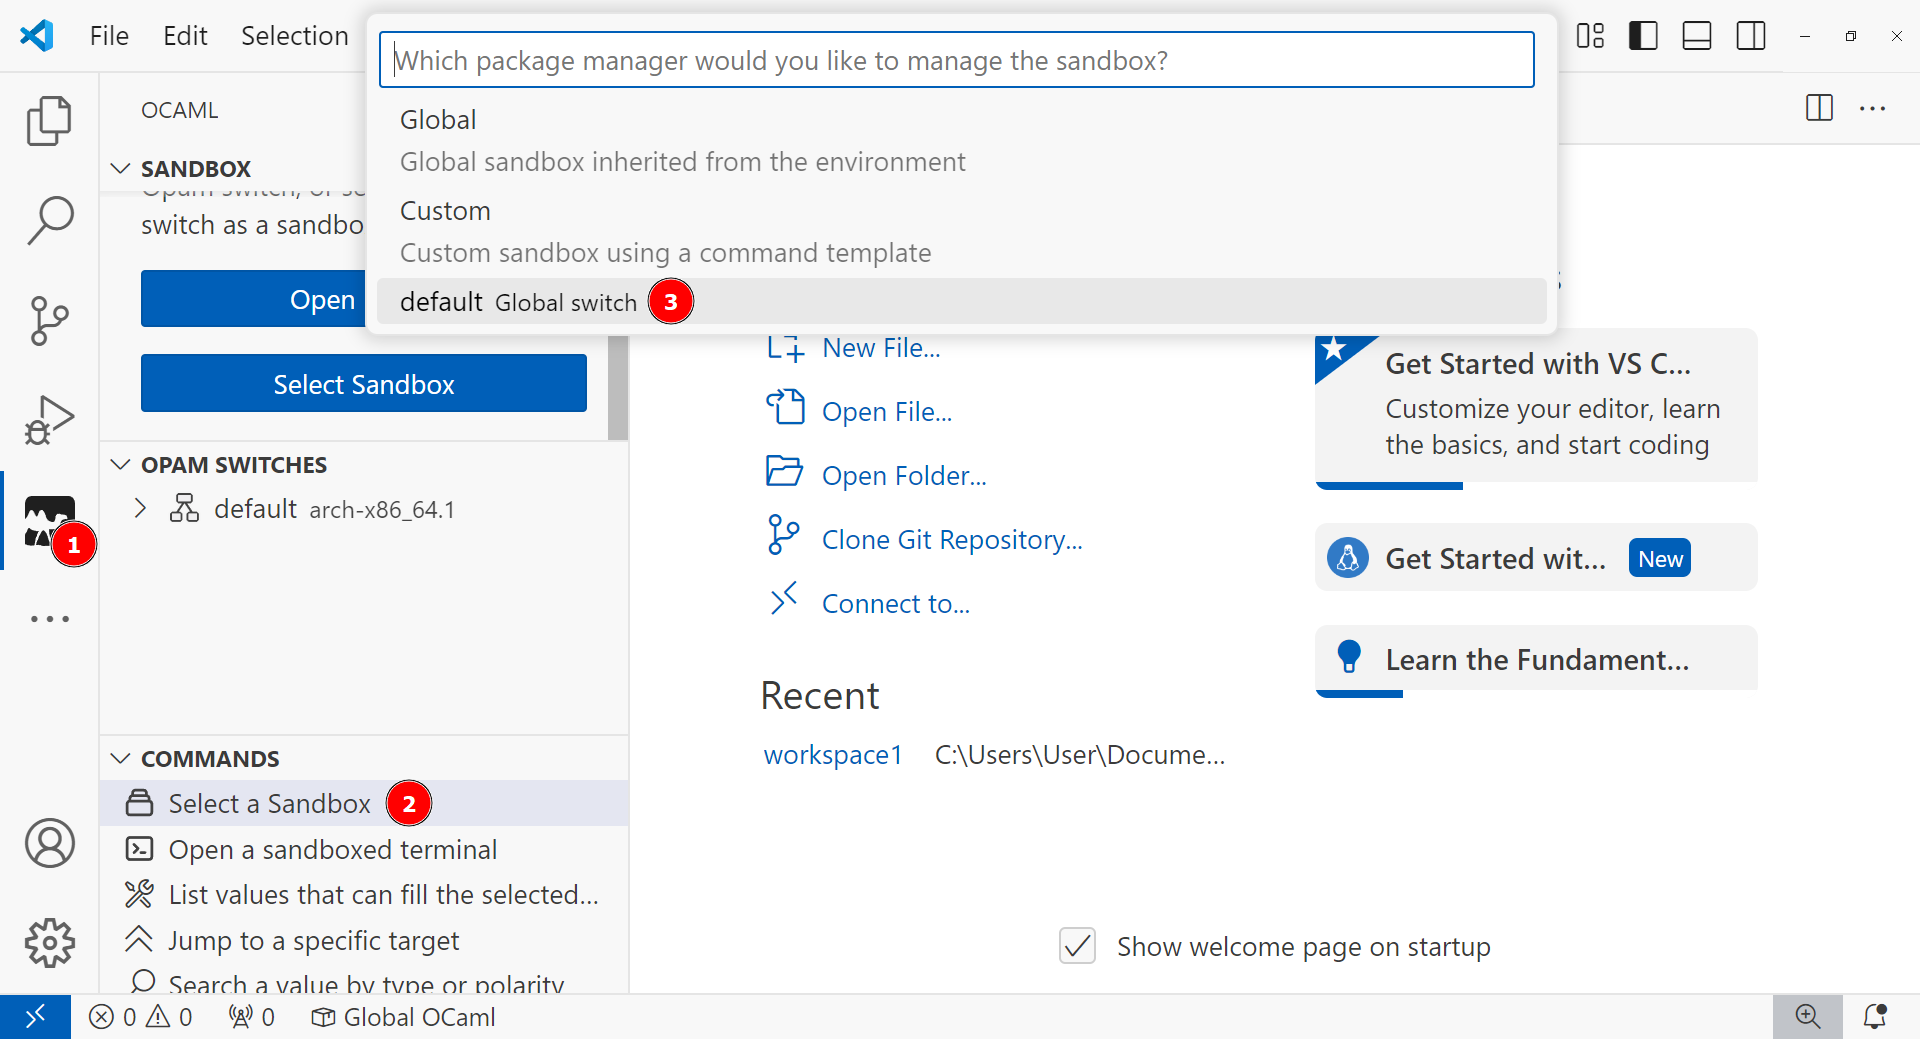 File Edit Selection
Which package manager would you like to manage the sandbox?
Global
Global sandbox inherited from the environment
Custom
Custom sandbox using a command template
default Global switch 3
OCAML
SANDBOX
Opam switch, or se
switch as a sandbo
Open
Select Sandbox
OPAM SWITCHES
default arch-x86_64.1
1
COMMANDS
Select a Sandbox 2
Open a sandboxed terminal
List values that can fill the selected...
Jump to a specific target
Search a value by type or polarity
New File...
Open File...
Open Folder...
Clone Git Repository...
Connect to...
Recent
workspace1 C:\Users\User\Docume...
Get Started with VS C...
Customize your editor, learn
the basics, and start coding
Get Started wit... New
Learn the Fundament...
Show welcome page on startup
0 0 0 Global OCaml